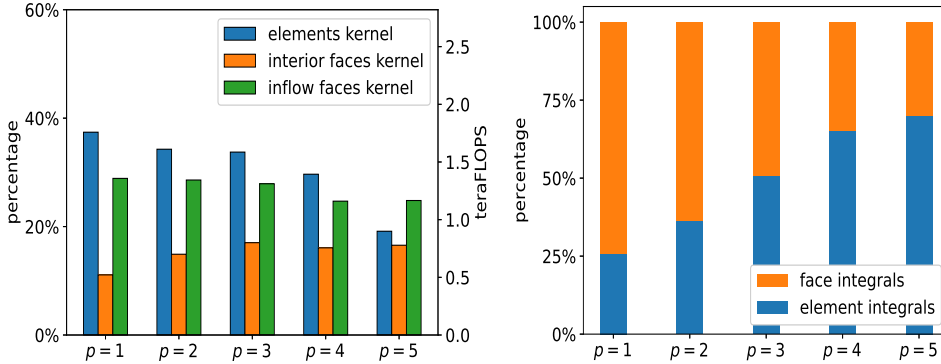 60%
40%
20%
0%
percentage
elements kernel
interior faces kernel
inflow faces kernel
2.5
2.0
1.5
1.0
0.5
0.0
teraFLOPS
p = 1
p = 2
p = 3
p = 4
p = 5
100%
75%
50%
25%
0%
percentage
face integrals
element integrals
p = 1
p = 2
p = 3
p = 4
p = 5